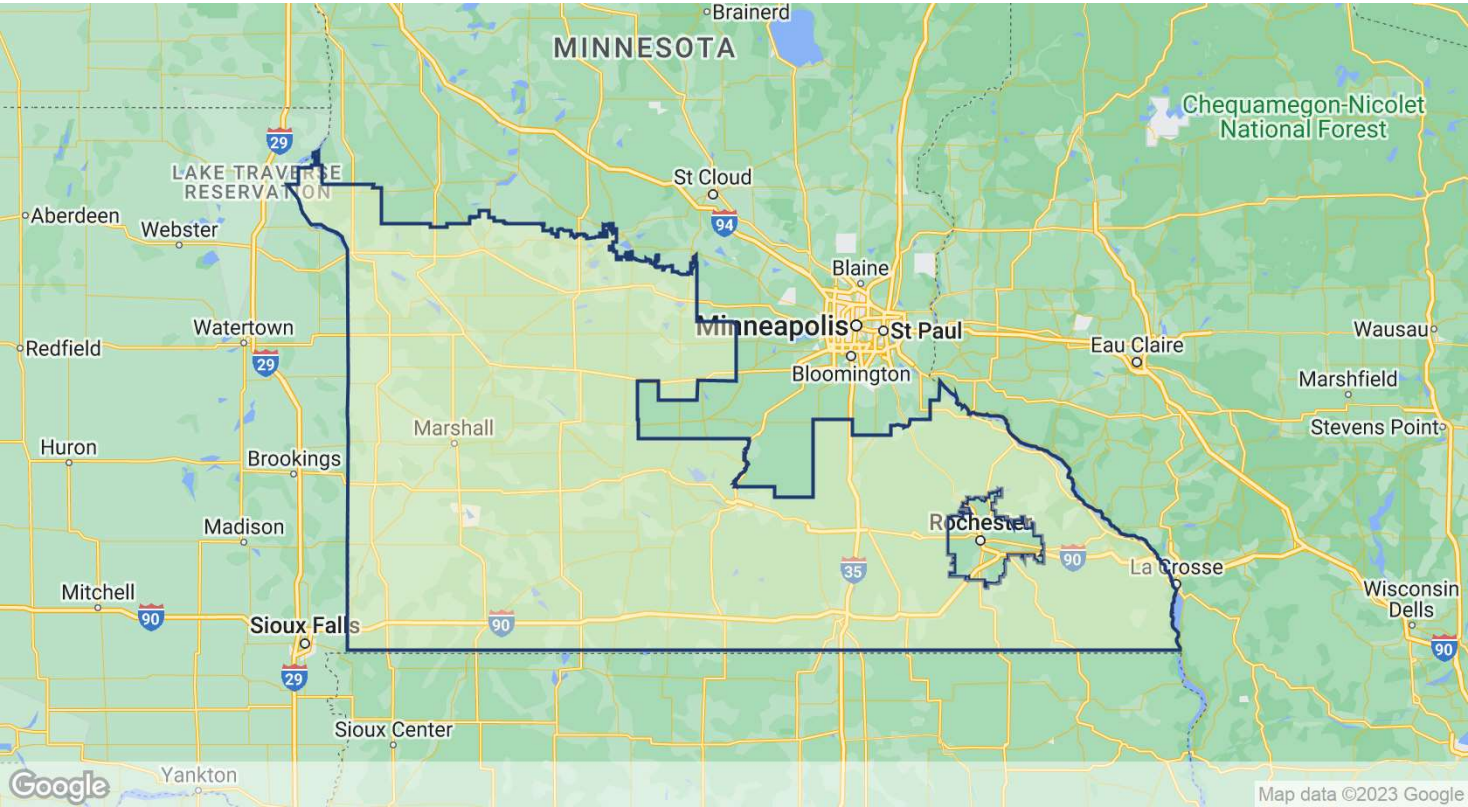 Brainerd
MINNESOTA
Chequamegon-Nicolet
National Forest
29
LAKE TRAVERSE
RESERVATION
St Cloud
Aberdeen
94
Webster
Blaine
Watertown
Minneapolis
St Paul
Wausau
Redfield
29
Eau Claire
Bloomington
Marshfield
Marshall
Stevens Point
Huron
Brookings
Madison
Rochester
35
90
La Crosse
Mitchell
90
Wisconsin
Dells
Sioux Falls
90
90
29
Sioux Center
Yankton
Google
Map data ©2023 Google